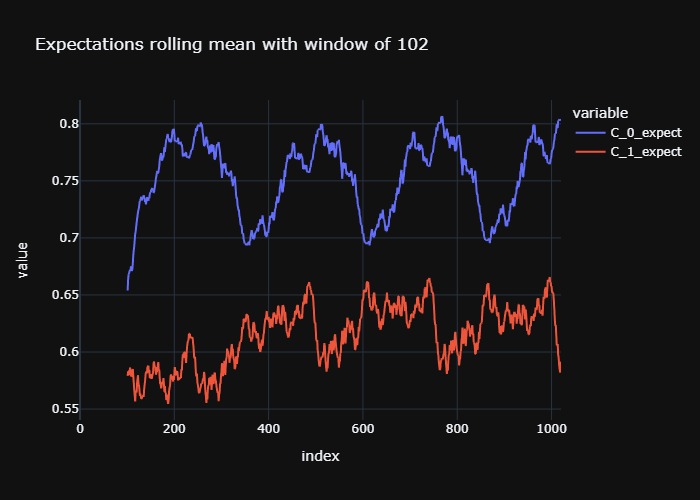 Expectations rolling mean with window of 102
variable
C_0_expect
C_1_expect
value
0.8
0.75
0.7
0.65
0.6
0.55
0
200
400
600
800
1000
index